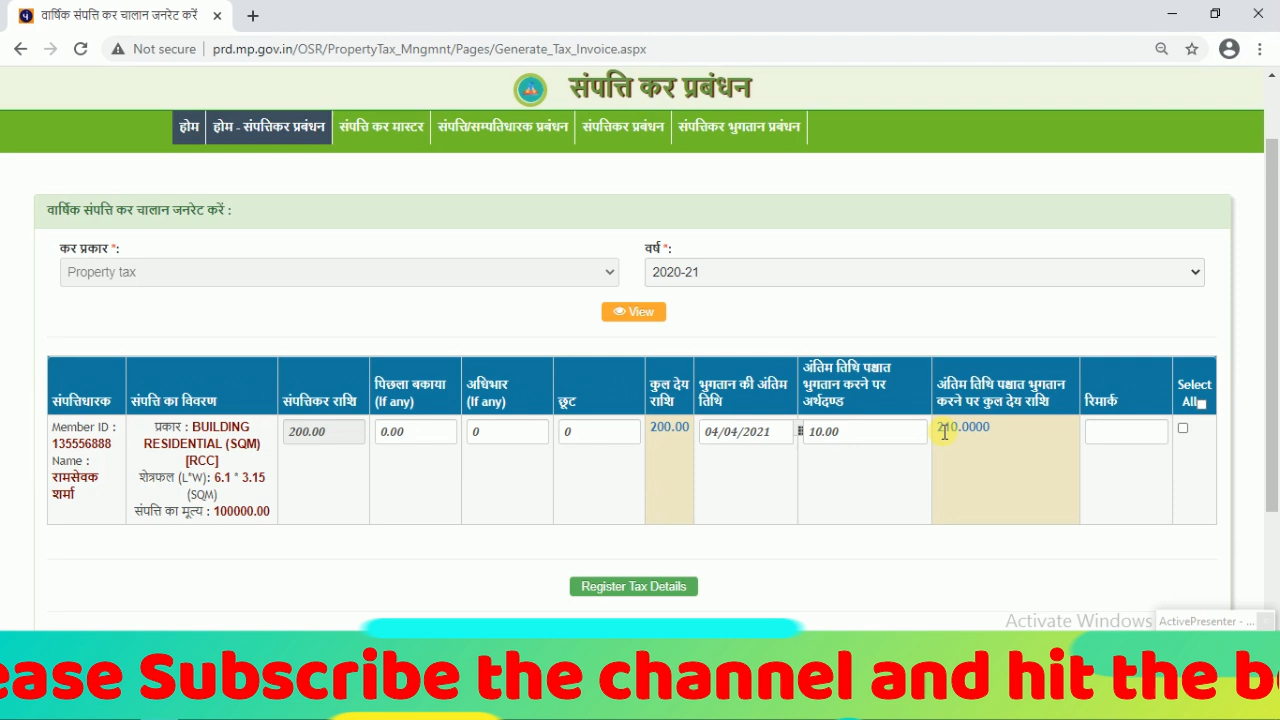 वार्षिक संपत्ति कर चालान जनरेट करें
Not secure | prd.mp.gov.in/OSR/PropertyTax_Mngmnt/Pages/Generate_Tax_Invoice.aspx
संपत्ति कर प्रबंधन
होम होम - संपत्तिकर प्रबंधन संपत्ति कर मास्टर संपत्ति/सम्पतिधारक प्रबंधन संपत्तिकर प्रबंधन संपत्तिकर भुगतान प्रबंधन
वार्षिक संपत्ति कर चालान जनरेट करें :
कर प्रकार *: वर्ष *:
Property tax 2020-21
View
संपत्तिधारक
संपत्ति का विवरण
संपत्तिकर राशि
पिछला बकाया
(If any)
अधिभार
(If any)
छूट
कुल देय
राशि
भुगतान की अंतिम
तिथि
अंतिम तिथि पश्चात
भुगतान करने पर
अर्थदण्ड
अंतिम तिथि पश्चात भुगतान
करने पर कुल देय राशि
रिमार्क
Select
All
Member ID :
135556888
Name :
रामसेवक
शर्मा
प्रकार : BUILDING
RESIDENTIAL (SQM)
[RCC]
शेत्रफल (L*W): 6.1 * 3.15
(SQM)
संपत्ति का मूल्य : 100000.00
200.00
0.00
0
0
200.00
04/04/2021
10.00
210.0000
Register Tax Details
Activate Windows
ActivePresenter - ...
ease Subscribe the channel and hit the b